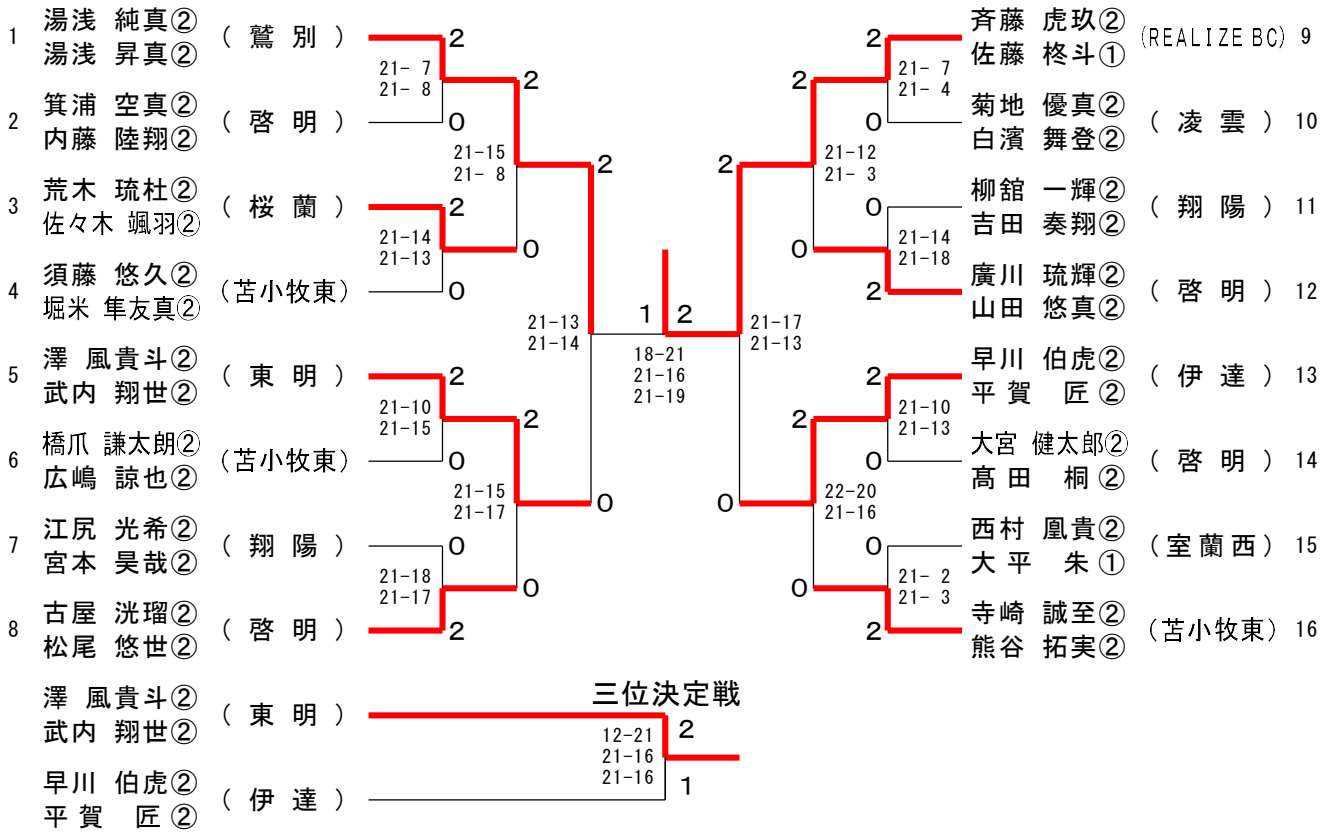 1 湯浅 純真② 湯浅 昇真② (鷲別) 2
21- 7
21- 8
2
2 箕浦 空真② 内藤 陸翔② (啓明) 0
21-15
21- 8
2
3 荒木 琉杜② 佐々木 颯羽② (桜蘭) 2
21-14
21-13
0
4 須藤 悠久② 堀米 隼友真② (苫小牧東) 0
21-13
21-14
5 澤 風貴斗② 武内 翔世② (東明) 2
21-10
21-15
2
6 橋爪 謙太朗② 広嶋 諒也② (苫小牧東) 0
21-15
21-17
0
7 江尻 光希② 宮本 昊哉② (翔陽) 0
21-18
21-17
0
8 古屋 洸瑠② 松尾 悠世② (啓明) 2
1 2
18-21
21-16
21-19
2 斉藤 虎玖② 佐藤 柊斗① (REALIZE BC) 9
2
21- 7
21- 4
0 菊地 優真② 白濱 舞登② (凌雲) 10
2
21-12
21- 3
0 柳舘 一輝② 吉田 奏翔② (翔陽) 11
0
21-14
21-18
2 廣川 琉輝② 山田 悠真② (啓明) 12
21-17
21-13
2 早川 伯虎② 平賀 匠② (伊達) 13
2
21-10
21-13
0 大宮 健太郎② 髙田 桐② (啓明) 14
0
22-20
21-16
0 西村 凰貴② 大平 朱① (室蘭西) 15
0
21- 2
21- 3
2 寺崎 誠至② 熊谷 拓実② (苫小牧東) 16
三位決定戦
澤 風貴斗② 武内 翔世② (東明) 2
12-21
21-16
21-16
早川 伯虎② 平賀 匠② (伊達) 1